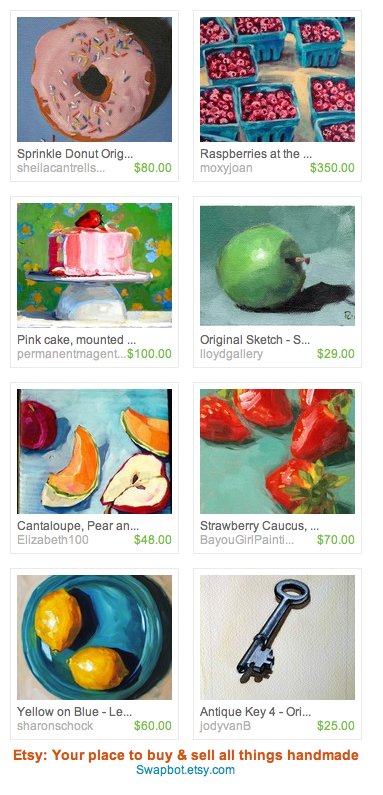 Sprinkle Donut Orig...
sheilacantrells... $80.00
Raspberries at the ...
moxyjoan $350.00
Pink cake, mounted ...
permanentmagent... $100.00
Original Sketch - S...
lloydgallery $29.00
Cantaloupe, Pear an...
Elizabeth100 $48.00
Strawberry Caucus, ...
BayouGirlPainti... $70.00
Yellow on Blue - Le...
sharonschock $60.00
Antique Key 4 - Ori...
jodyvanB $25.00
Etsy: Your place to buy & sell all things handmade
Swapbot.etsy.com